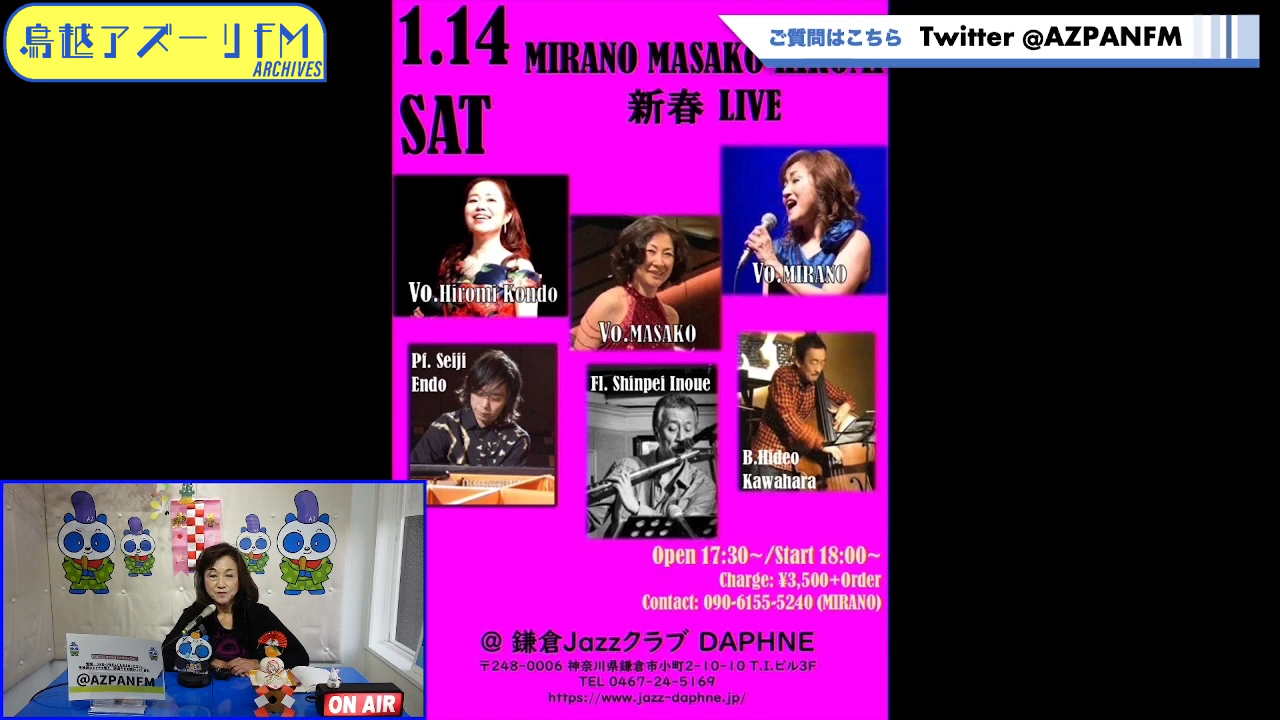 鳥越アズーリFM
ARCHIVES
ご質問はこちら Twitter @AZPANFM
1.14
SAT
MIRANO MASAKO
新春 LIVE
Vo.Hiromi Kondo
Vo.MASAKO
Vo.MIRANO
Pf. Seiji
Endo
Fl. Shinpei Inoue
B.Hideo
Kawahara
Open 17:30~/Start 18:00~
Charge: ¥3,500+Order
Contact: 090-6155-5240 (MIRANO)
@ 鎌倉Jazzクラブ DAPHNE
〒248-0006 神奈川県鎌倉市小町2-10-10 T.I.ビル3F
TEL 0467-24-5169
https://www.jazz-daphne.jp/
@AZPANFM
ON AIR